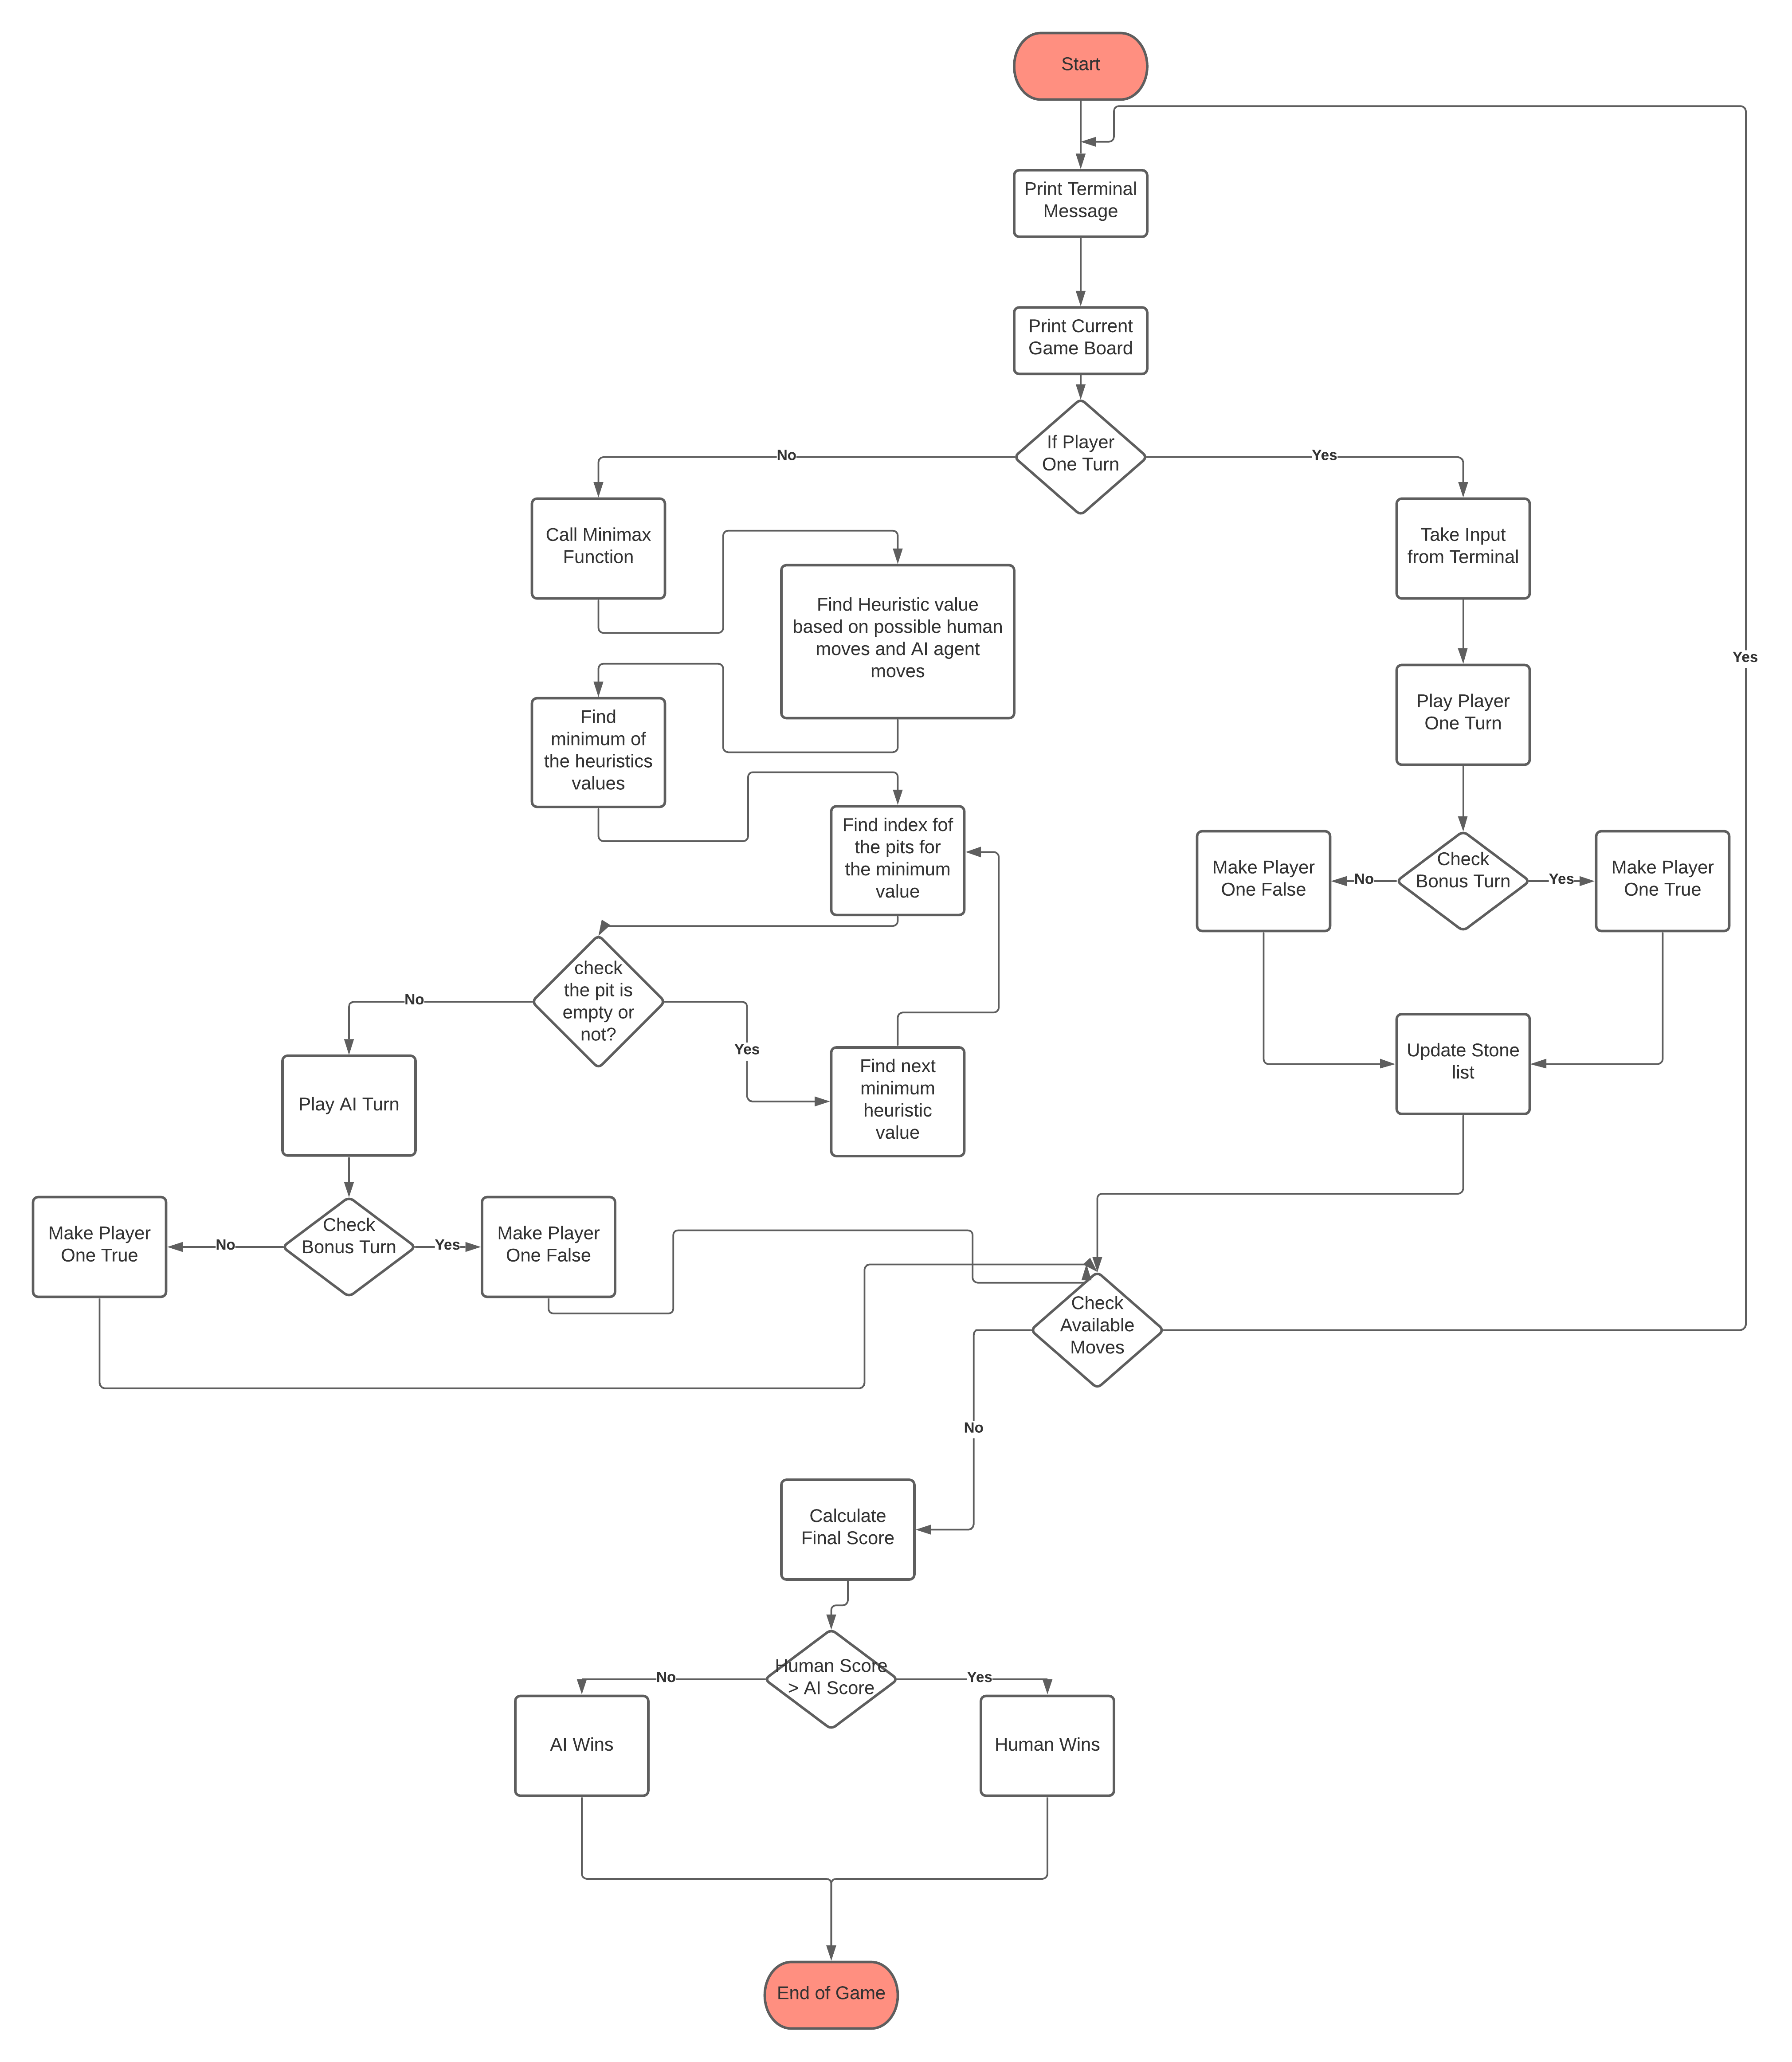 Start
Print Terminal
Message
Print Current
Game Board
If Player
One Turn
No
Yes
Call Minimax
Function
Take Input
from Terminal
Find Heuristic value
based on possible human
moves and AI agent
moves
Yes
Find
minimum of
the heuristics
values
Play Player
One Turn
Find index fof
the pits for
the minimum
value
Make Player
One False
No
Check
Bonus Turn
Yes
Make Player
One True
check
the pit is
empty or
not?
No
Yes
Find next
minimum
heuristic
value
Update Stone
list
Play AI Turn
Make Player
One True
No
Check
Bonus Turn
Yes
Make Player
One False
Check
Available
Moves
No
Calculate
Final Score
Human Score
> AI Score
No
Yes
AI Wins
Human Wins
End of Game